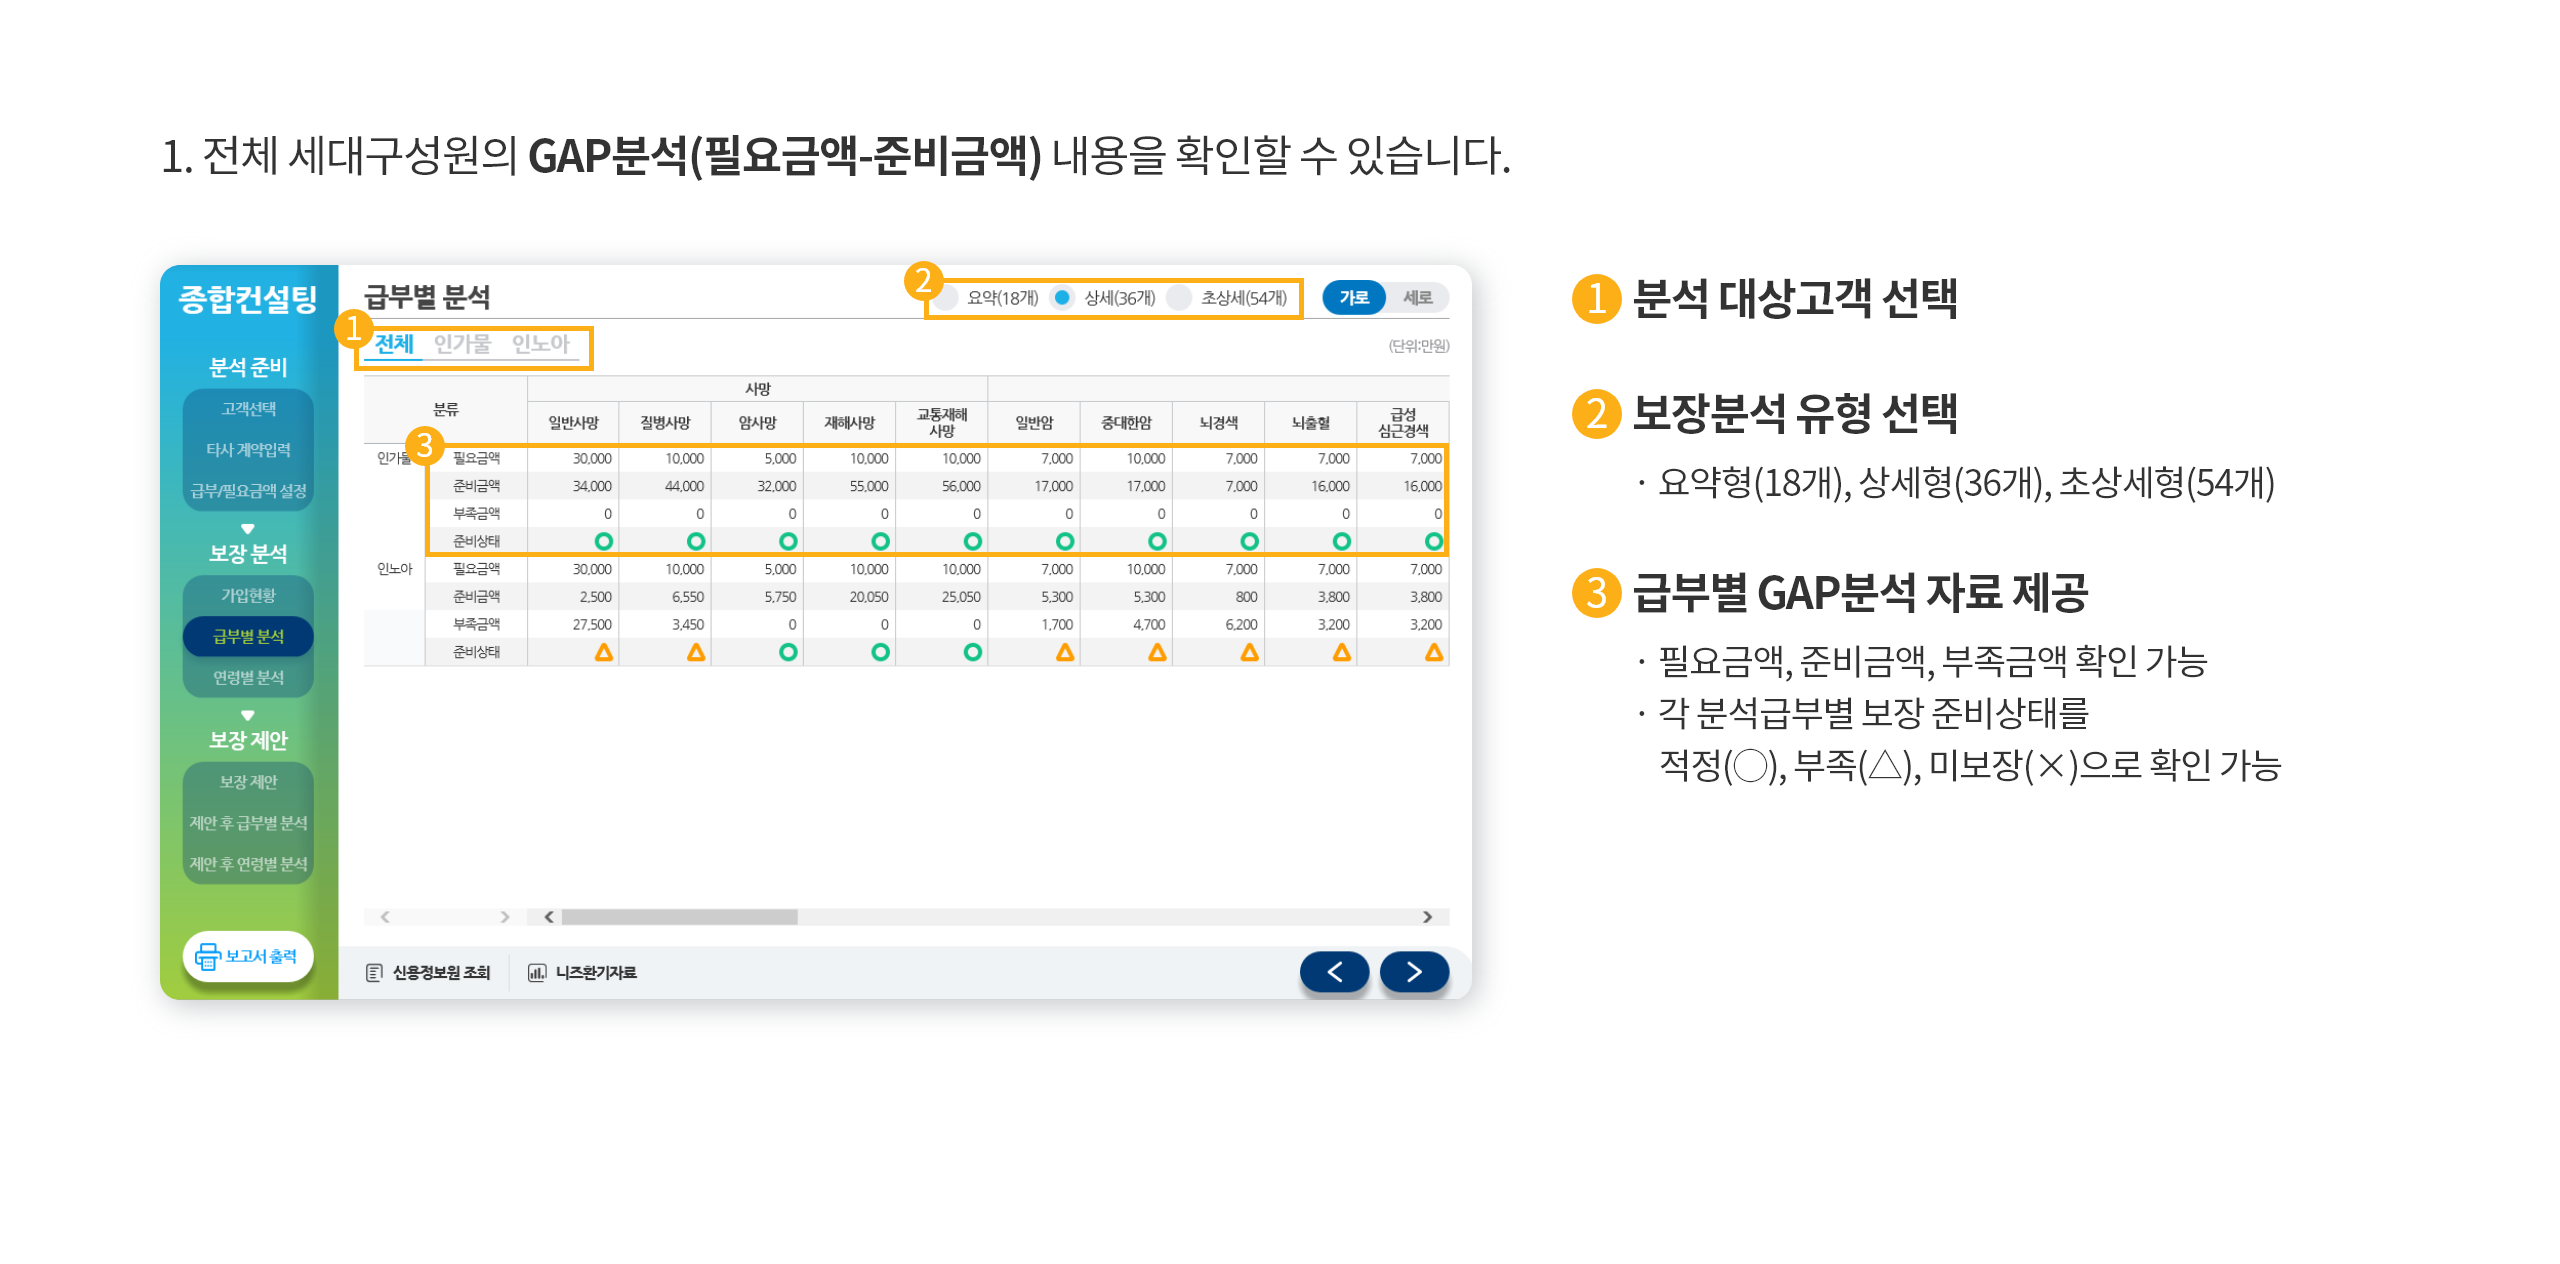 1. 전체 세대구성원의 GAP분석(필요금액-준비금액) 내용을 확인할 수 있습니다.
종합컨설팅
분석 준비
고객선택
타사 계약입력
급부/필요금액 설정
보장 분석
가입현황
급부별 분석
연령별 분석
보장 제안
보장 제안
제안 후 급부별 분석
제안 후 연령별 분석
보고서 출력
급부별 분석
2 요약(18개) 상세(36개) 초상세(54개) 가로 세로
1 전체 인가물 인노아 (단위:만원)
분류 사망
일반사망 질병사망 암사망 재해사망 교통재해 사망 일반암 중대한암 뇌경색 뇌출혈 급성 심근경색
3
인가물 필요금액 30,000 10,000 5,000 10,000 10,000 7,000 10,000 7,000 7,000 7,000
준비금액 34,000 44,000 32,000 55,000 56,000 17,000 17,000 7,000 16,000 16,000
부족금액 0 0 0 0 0 0 0 0 0 0
준비상태
인노아 필요금액 30,000 10,000 5,000 10,000 10,000 7,000 10,000 7,000 7,000 7,000
준비금액 2,500 6,550 5,750 20,050 25,050 5,300 5,300 800 3,800 3,800
부족금액 27,500 3,450 0 0 0 1,700 4,700 6,200 3,200 3,200
준비상태
신용정보원 조회 니즈환기자료
1 분석 대상고객 선택
2 보장분석 유형 선택
· 요약형(18개), 상세형(36개), 초상세형(54개)
3 급부별 GAP분석 자료 제공
· 필요금액, 준비금액, 부족금액 확인 가능
· 각 분석급부별 보장 준비상태를
적정(◯), 부족(△), 미보장(×)으로 확인 가능